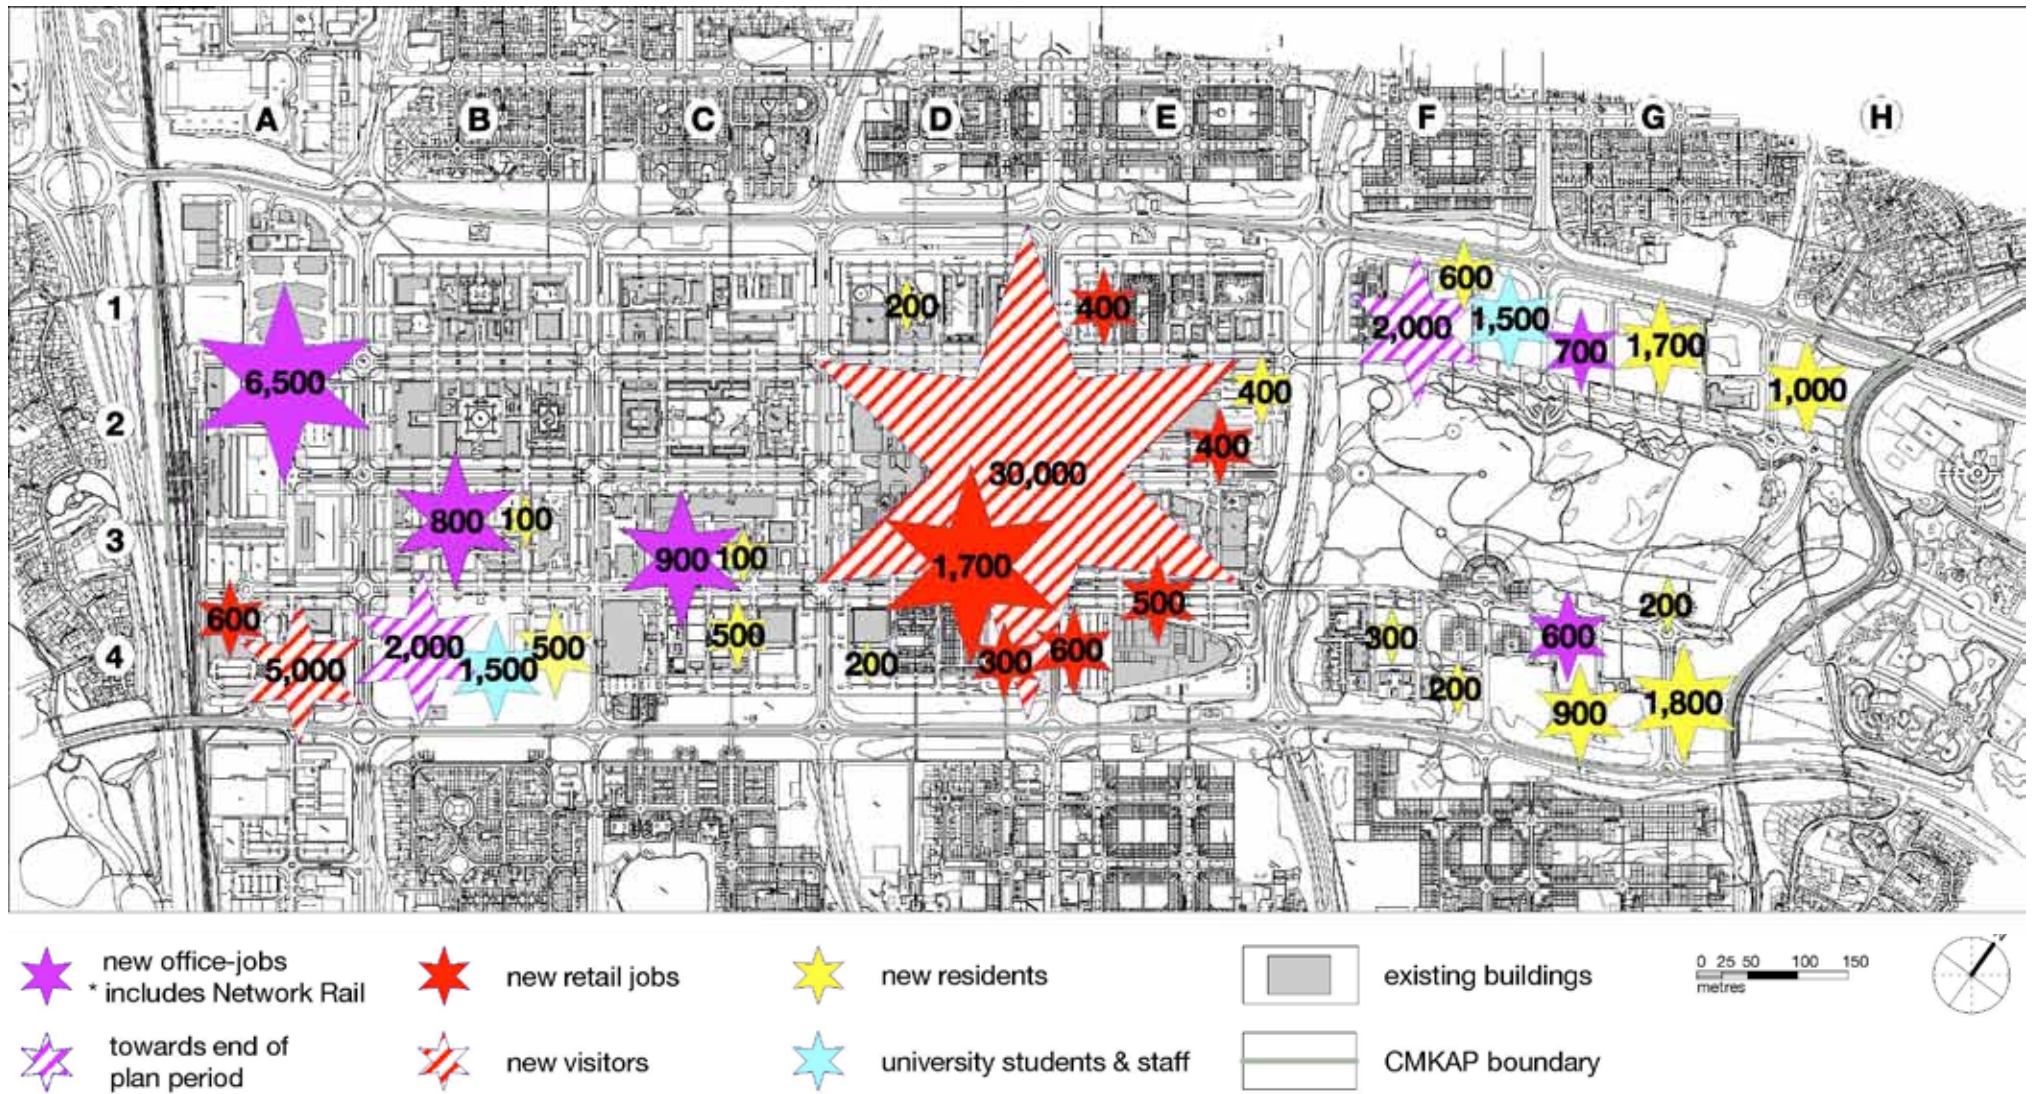 A B C D E F G H
1
2
3
4
200
400
600
2,000
1,500
700
1,700
6,500
400
1,000
400
30,000
800
100
900
100
1,700
500
600
5,000
2,000
1,500
500
500
200
300
600
300
200
600
200
900
1,800
new office-jobs
* includes Network Rail
new retail jobs
new residents
existing buildings
0 25 50 100 150
metres
towards end of
plan period
new visitors
university students & staff
CMKAP boundary